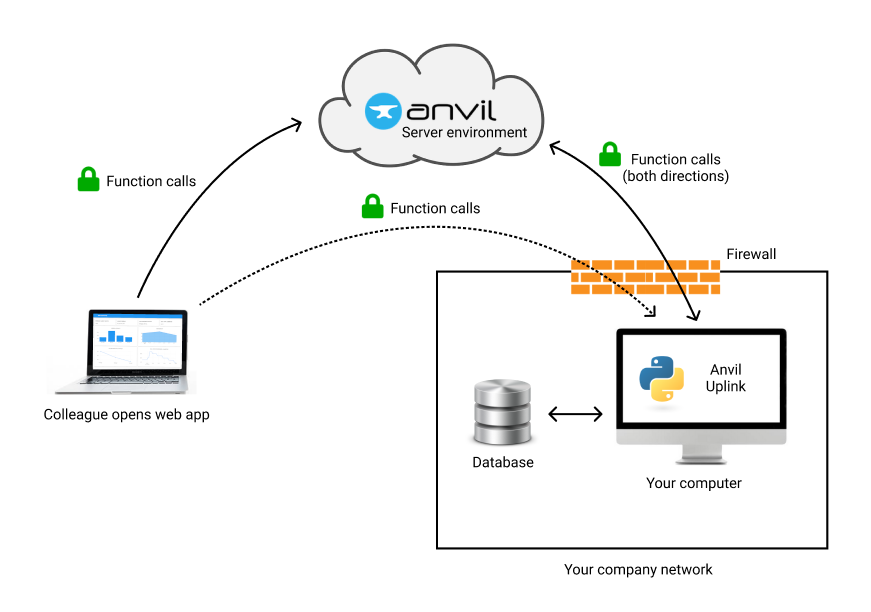 anvil
Server environment
Function calls
(both directions)
Function calls
Function calls
Firewall
Anvil
Uplink
Colleague opens web app
Database
Your computer
Your company network